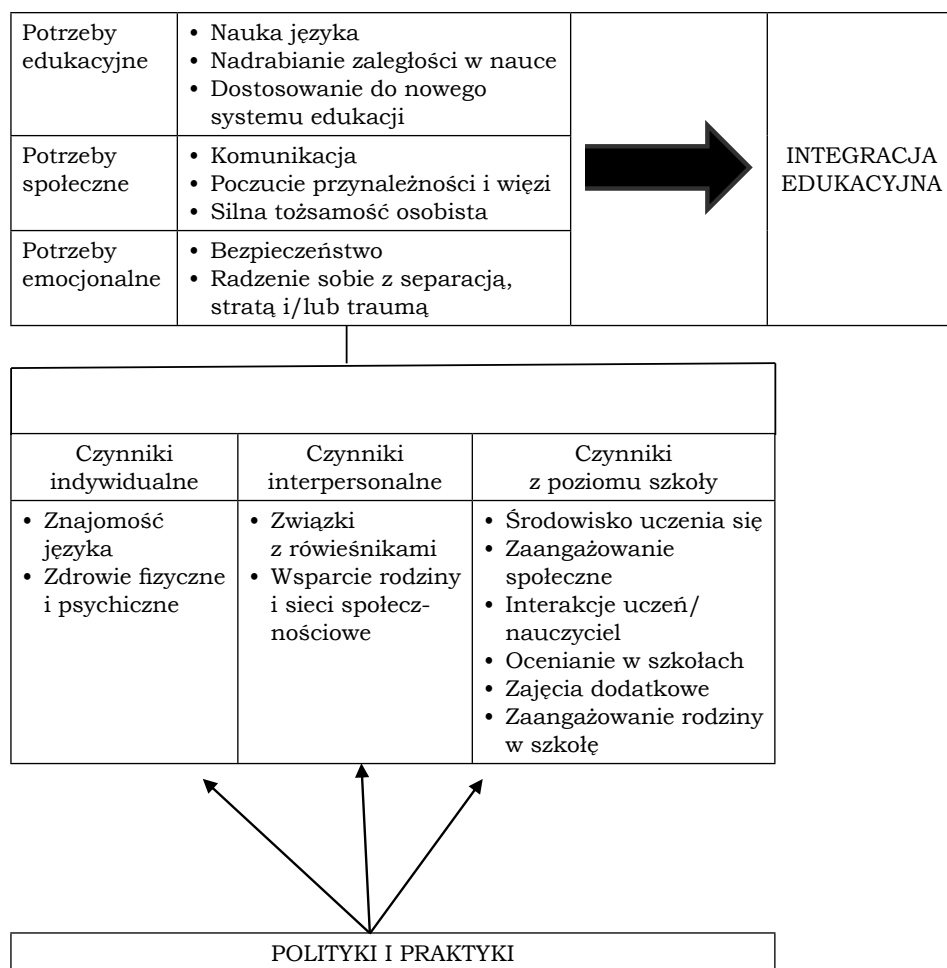 Potrzeby
edukacyjne
• Nauka języka
• Nadrabianie zaległości w nauce
• Dostosowanie do nowego
systemu edukacji
Potrzeby
społeczne
• Komunikacja
• Poczucie przynależności i więzi
• Silna tożsamość osobista
Potrzeby
emocjonalne
• Bezpieczeństwo
• Radzenie sobie z separacją,
stratą i/lub traumą
INTEGRACJA
EDUKACYJNA
Czynniki
indywidualne
• Znajomość
języka
• Zdrowie fizyczne
i psychiczne
Czynniki
interpersonalne
• Związki
z rówieśnikami
• Wsparcie rodziny
i sieci społecz-
nościowe
Czynniki
z poziomu szkoły
• Środowisko uczenia się
• Zaangażowanie
społeczne
• Interakcje uczeń/
nauczyciel
• Ocenianie w szkołach
• Zajęcia dodatkowe
• Zaangażowanie rodziny
w szkołę
POLITYKI I PRAKTYKI